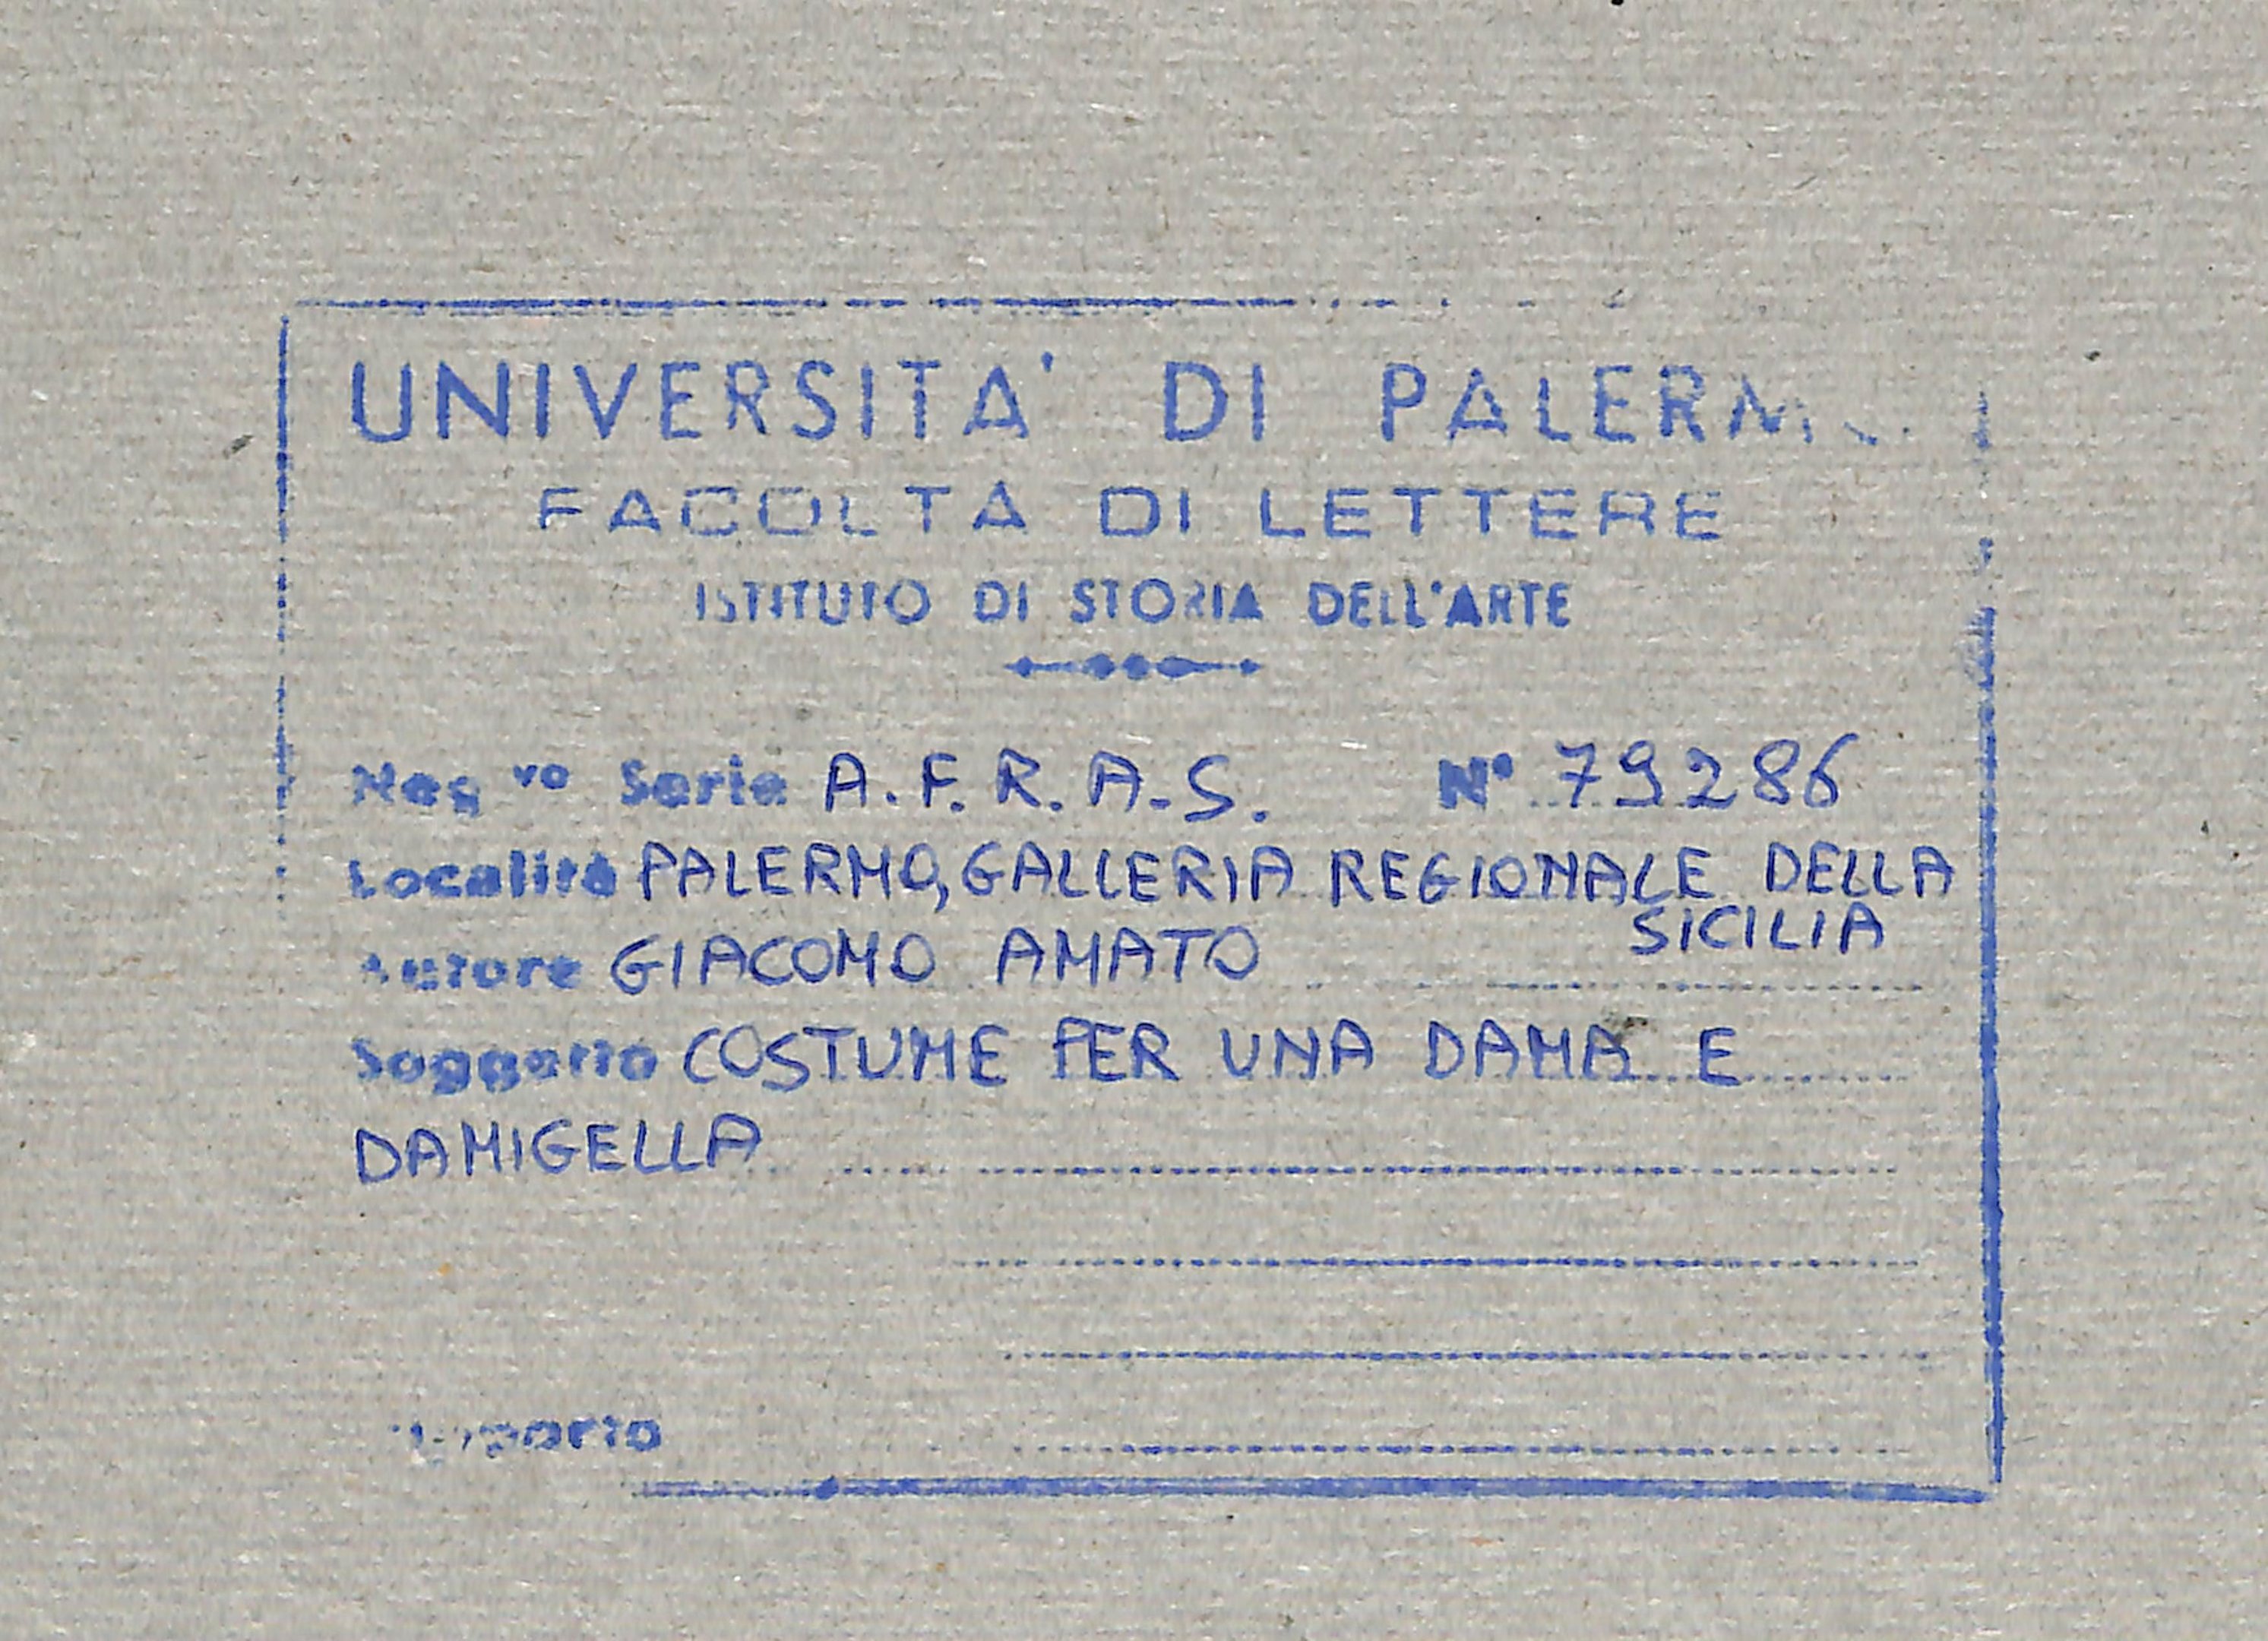 UNIVERSITA' DI PALERMO
FACOLTA DI LETTERE
ISTITUTO DI STORIA DELL'ARTE
Neg vo Serie A.F.R.A.S. N° 79286
Località PALERMO, GALLERIA REGIONALE DELLA
SICILIA
Autore GIACOMO AMATO
Soggetto COSTUME PER UNA DAMA E
DAMIGELLA